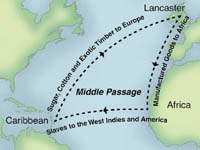 Lancaster
Sugar, Cotton and Exotic Timber to Europe
Manufactured Goods to Africa
Middle Passage
Africa
Caribbean
Slaves to the West Indies and America